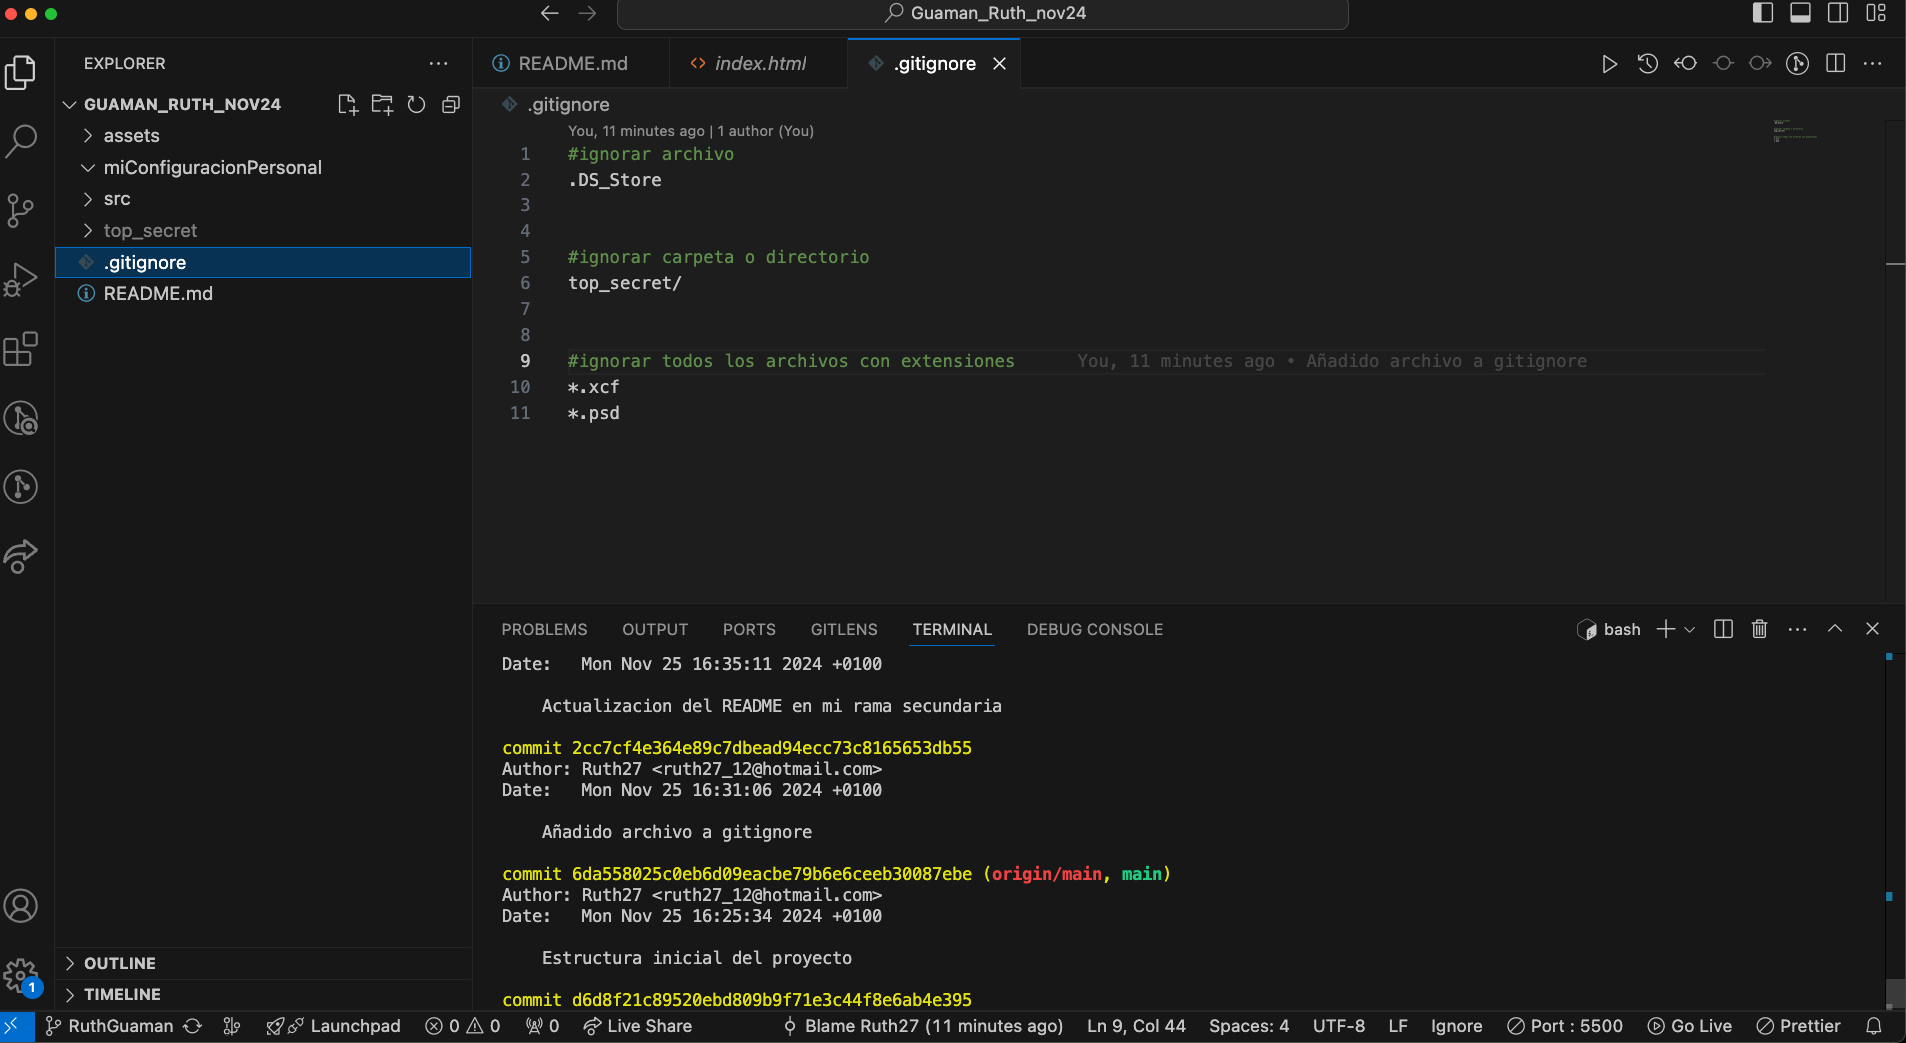 Guaman_Ruth_nov24
EXPLORER
GUAMAN_RUTH_NOV24
assets
miConfiguracionPersonal
src
top_secret
.gitignore
README.md
OUTLINE
TIMELINE
README.md
index.html
.gitignore
.gitignore
You, 11 minutes ago | 1 author (You)
1 #ignorar archivo
2 .DS_Store
3
4
5 #ignorar carpeta o directorio
6 top_secret/
7
8
9 #ignorar todos los archivos con extensiones You, 11 minutes ago • Añadido archivo a gitignore
10 *.xcf
11 *.psd
PROBLEMS OUTPUT PORTS GITLENS TERMINAL DEBUG CONSOLE
bash
Date: Mon Nov 25 16:35:11 2024 +0100
Actualizacion del README en mi rama secundaria
commit 2cc7cf4e364e89c7dbead94ecc73c8165653db55
Author: Ruth27 <ruth27_12@hotmail.com>
Date: Mon Nov 25 16:31:06 2024 +0100
Añadido archivo a gitignore
commit 6da558025c0eb6d09eacbe79b6e6ceeb30087ebe (origin/main, main)
Author: Ruth27 <ruth27_12@hotmail.com>
Date: Mon Nov 25 16:25:34 2024 +0100
Estructura inicial del proyecto
commit d6d8f21c89520ebd809b9f71e3c44f8e6ab4e395
1
RuthGuaman Launchpad 0 0 0 Live Share Blame Ruth27 (11 minutes ago) Ln 9, Col 44 Spaces: 4 UTF-8 LF Ignore Port : 5500 Go Live Prettier